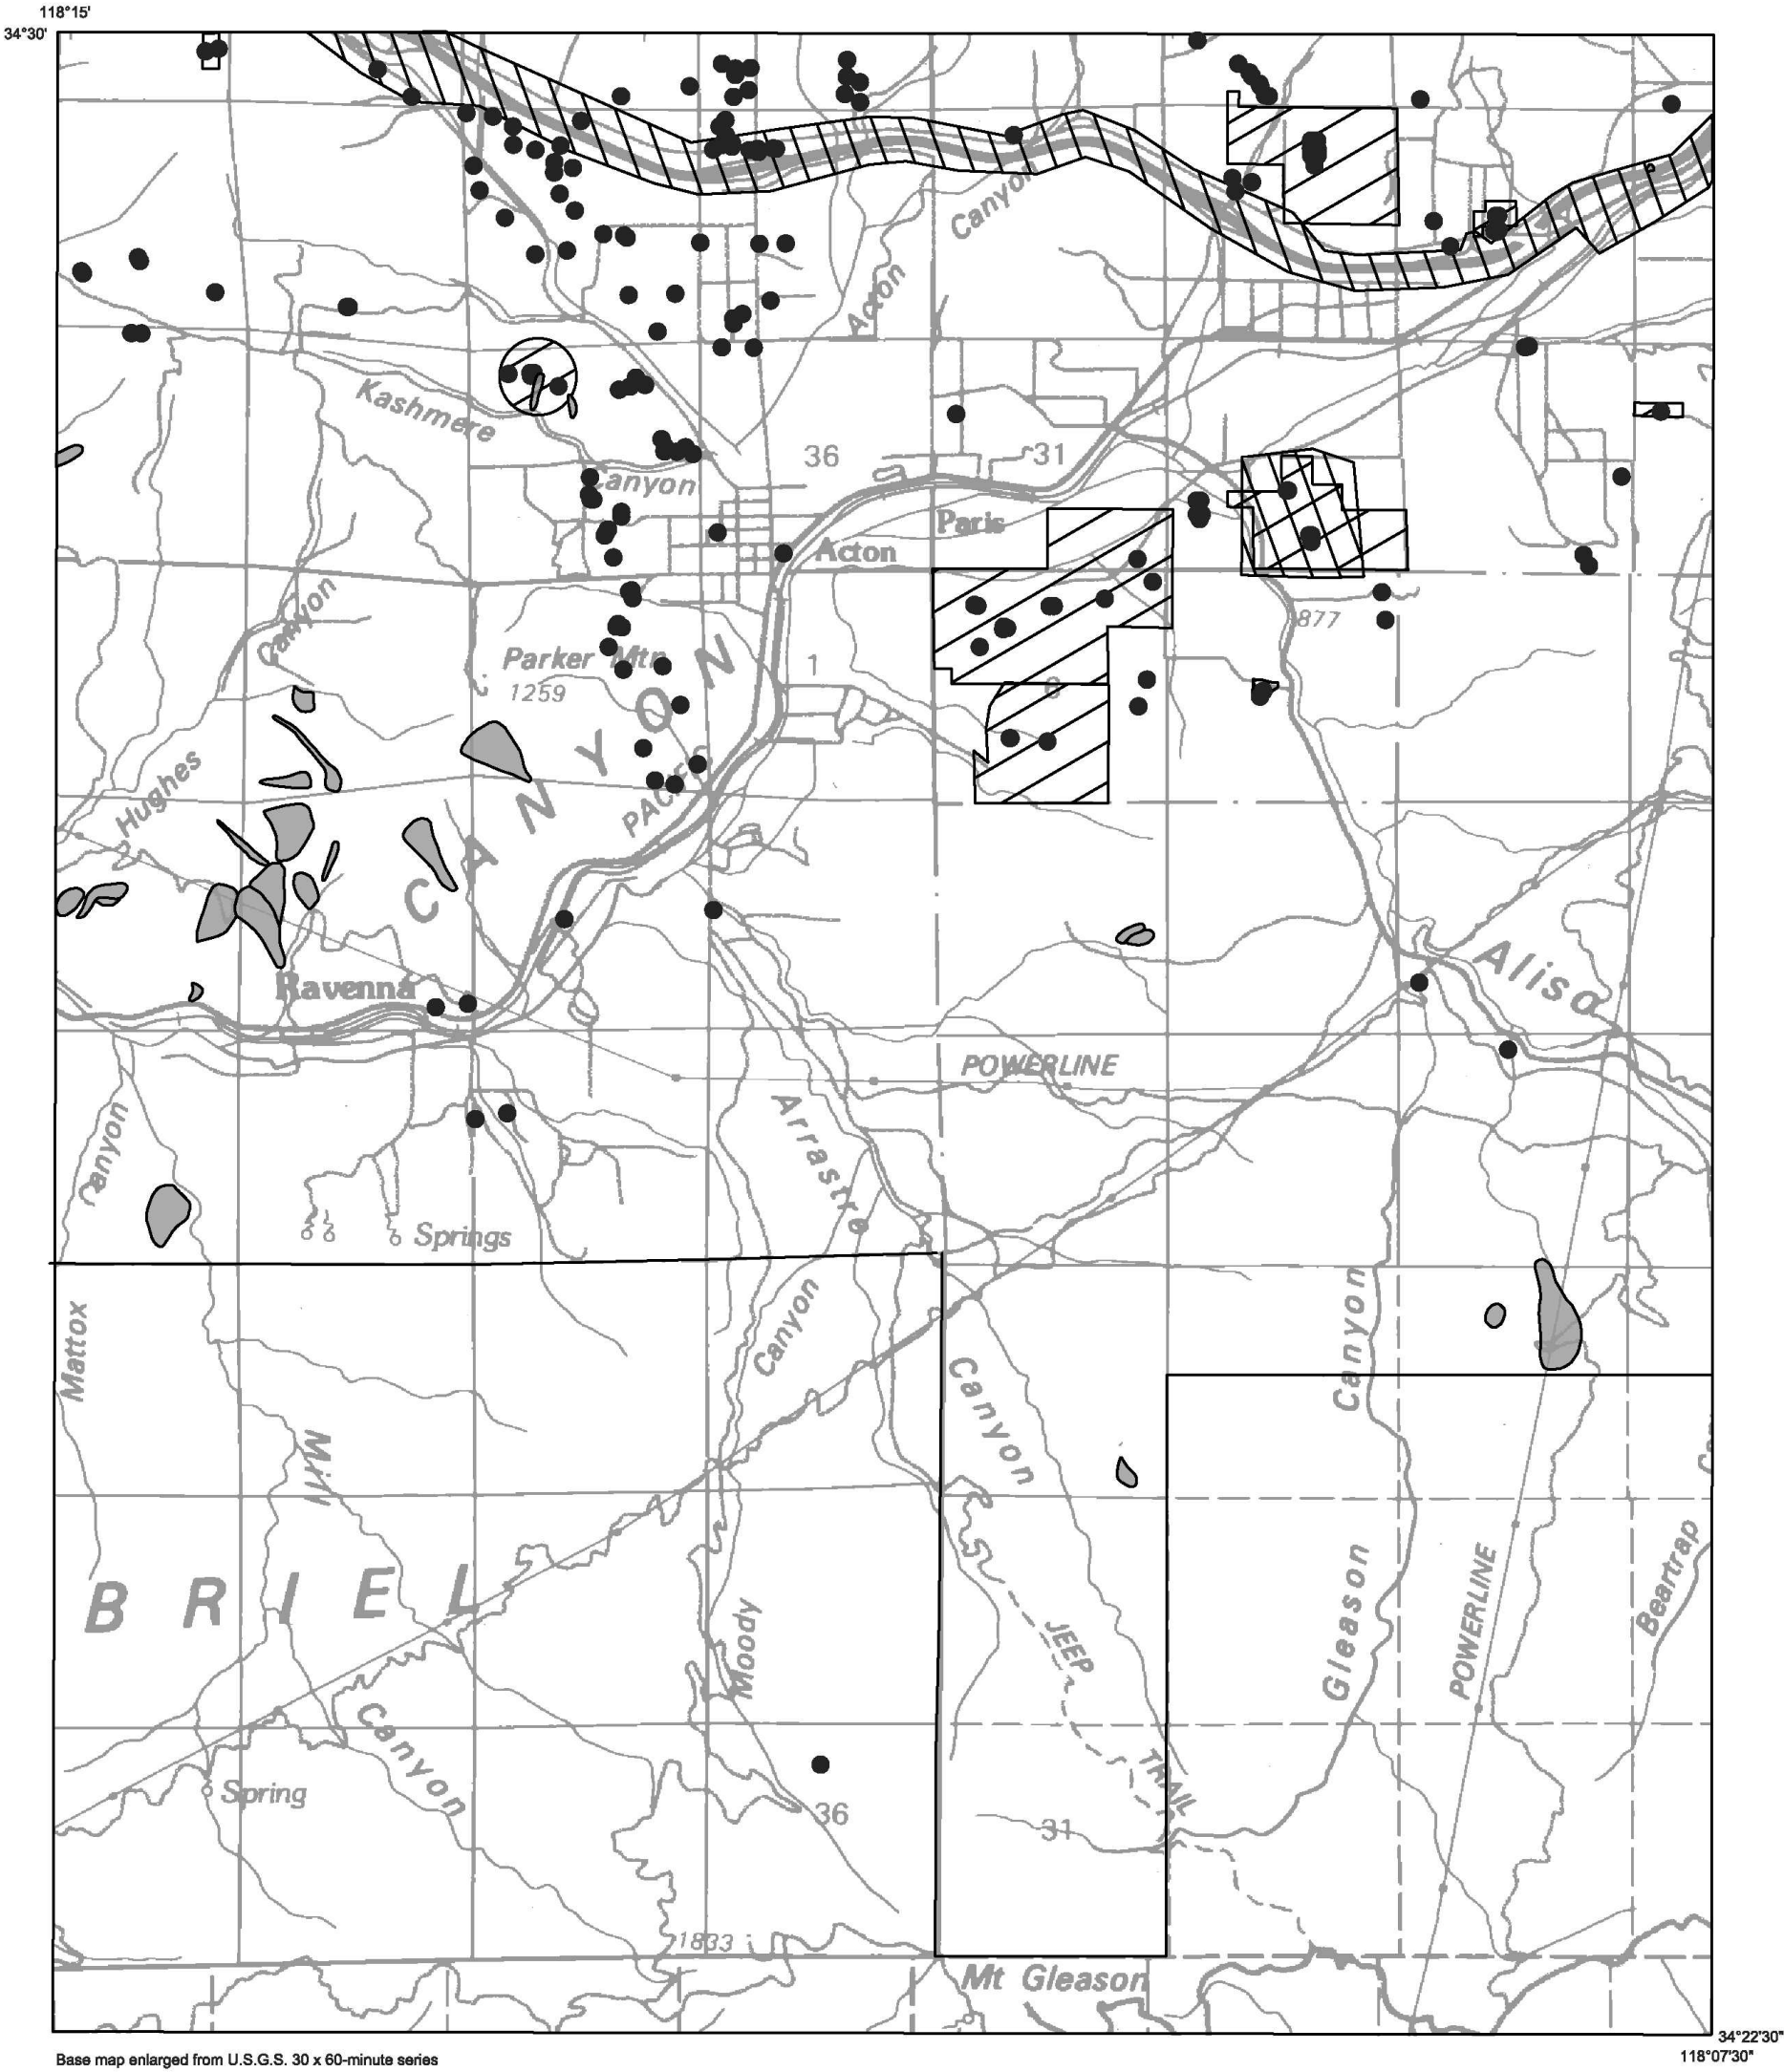 118°15'
34°30'
Canyon
Acton
Kashmere
Canyon
36
31
Paris
Acton
Canyon
877
Parker Mtn
1259
1
6
Hughes
CANYON
PACIFIC
Ravenna
Aliso
POWERLINE
Canyon
Arrastre
Springs
Mattox
Canyon
Canyon
Canyon
Mill
BRIEL
Moody
JEEP
TRAIL
Gleason
POWERLINE
Beartrap
Canyon
Spring
36
31
1833
Mt Gleason
34°22'30"
118°07'30"
Base map enlarged from U.S.G.S. 30 x 60-minute series